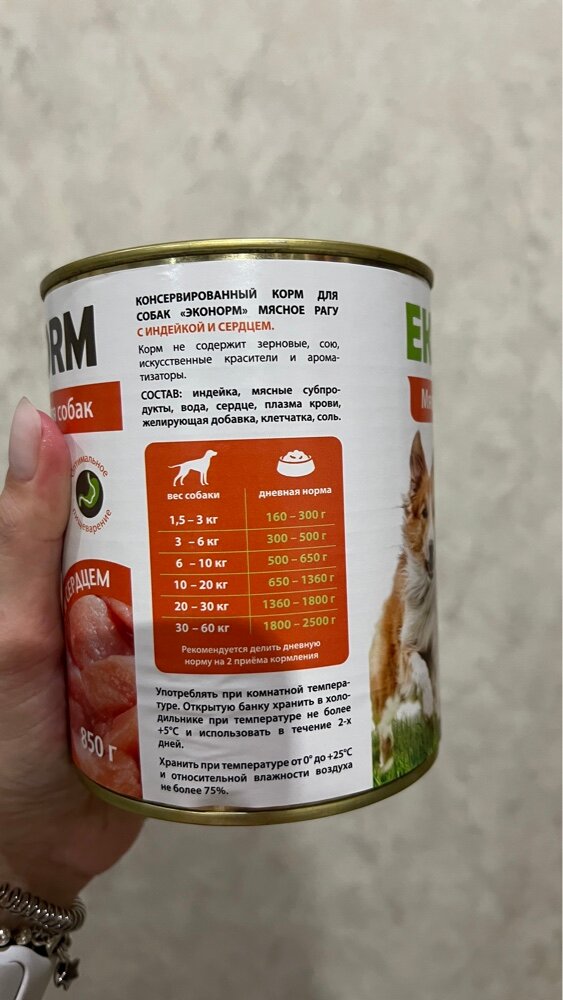 КОНСЕРВИРОВАННЫЙ КОРМ ДЛЯ
СОБАК «ЭКОНОРМ» МЯСНОЕ РАГУ
С ИНДЕЙКОЙ И СЕРДЦЕМ.
Корм не содержит зерновые, сою,
искусственные красители и арома-
тизаторы.
СОСТАВ: индейка, мясные субпро-
дукты, вода, сердце, плазма крови,
желирующая добавка, клетчатка, соль.
вес собаки дневная норма
1,5 – 3 кг 160 – 300 г
3 – 6 кг 300 – 500 г
6 – 10 кг 500 – 650 г
10 – 20 кг 650 – 1360 г
20 – 30 кг 1360 – 1800 г
30 – 60 кг 1800 – 2500 г
Рекомендуется делить дневную
норму на 2 приёма кормления
Употреблять при комнатной темпера-
туре. Открытую банку хранить в холо-
дильнике при температуре не более
+5°С и использовать в течение 2-х
дней.
Хранить при температуре от 0° до +25°С
и относительной влажности воздуха
не более 75%.
ORM
собак
пищеварение
СЕРДЦЕМ
850 г
EK